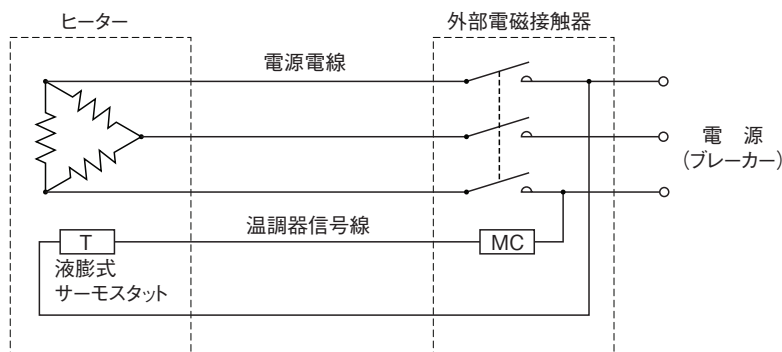 ヒーター
外部電磁接触器
電源電線
電　源
(ブレーカー)
温調器信号線
T
MC
液膨式
サーモスタット